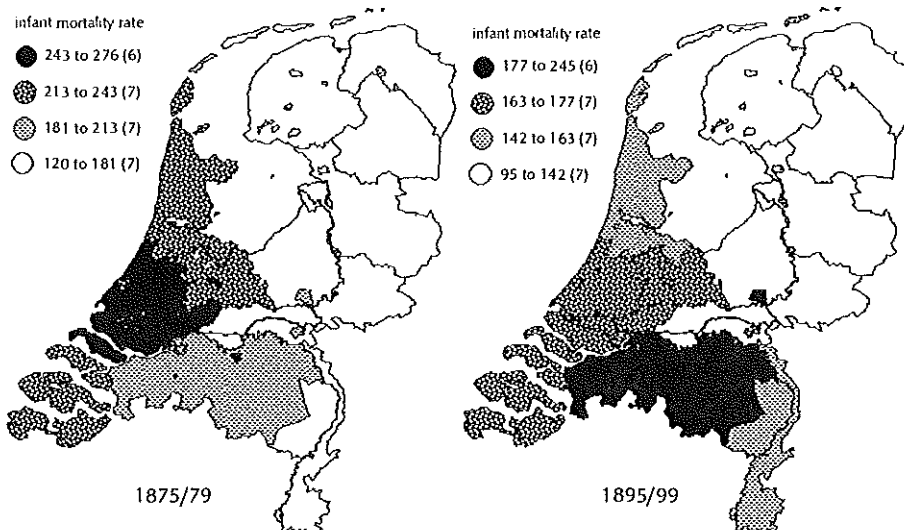 infant mortality rate
243 to 276 (6)
213 to 243 (7)
181 to 213 (7)
120 to 181 (7)
1875/79
infant mortality rate
177 to 245 (6)
163 to 177 (7)
142 to 163 (7)
95 to 142 (7)
1895/99